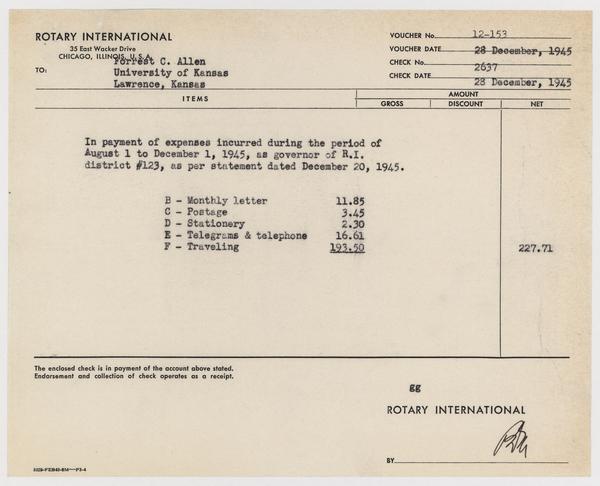 ROTARY INTERNATIONAL
35 East Wacker Drive
CHICAGO, ILLINOIS, U. S. A.
TO: Forrest C. Allen
University of Kansas
Lawrence, Kansas
VOUCHER No. 12-153
VOUCHER DATE 28 December, 1945
CHECK No. 2637
CHECK DATE 28 December, 1945
ITEMS
AMOUNT
GROSS DISCOUNT NET
In payment of expenses incurred during the period of
August 1 to December 1, 1945, as governor of R.I.
district #123, as per statement dated December 20, 1945.
B - Monthly letter 11.85
C - Postage 3.45
D - Stationery 2.30
E - Telegrams & telephone 16.61
F - Traveling 193.50 227.71
The enclosed check is in payment of the account above stated.
Endorsement and collection of check operates as a receipt.
gg
ROTARY INTERNATIONAL
BY